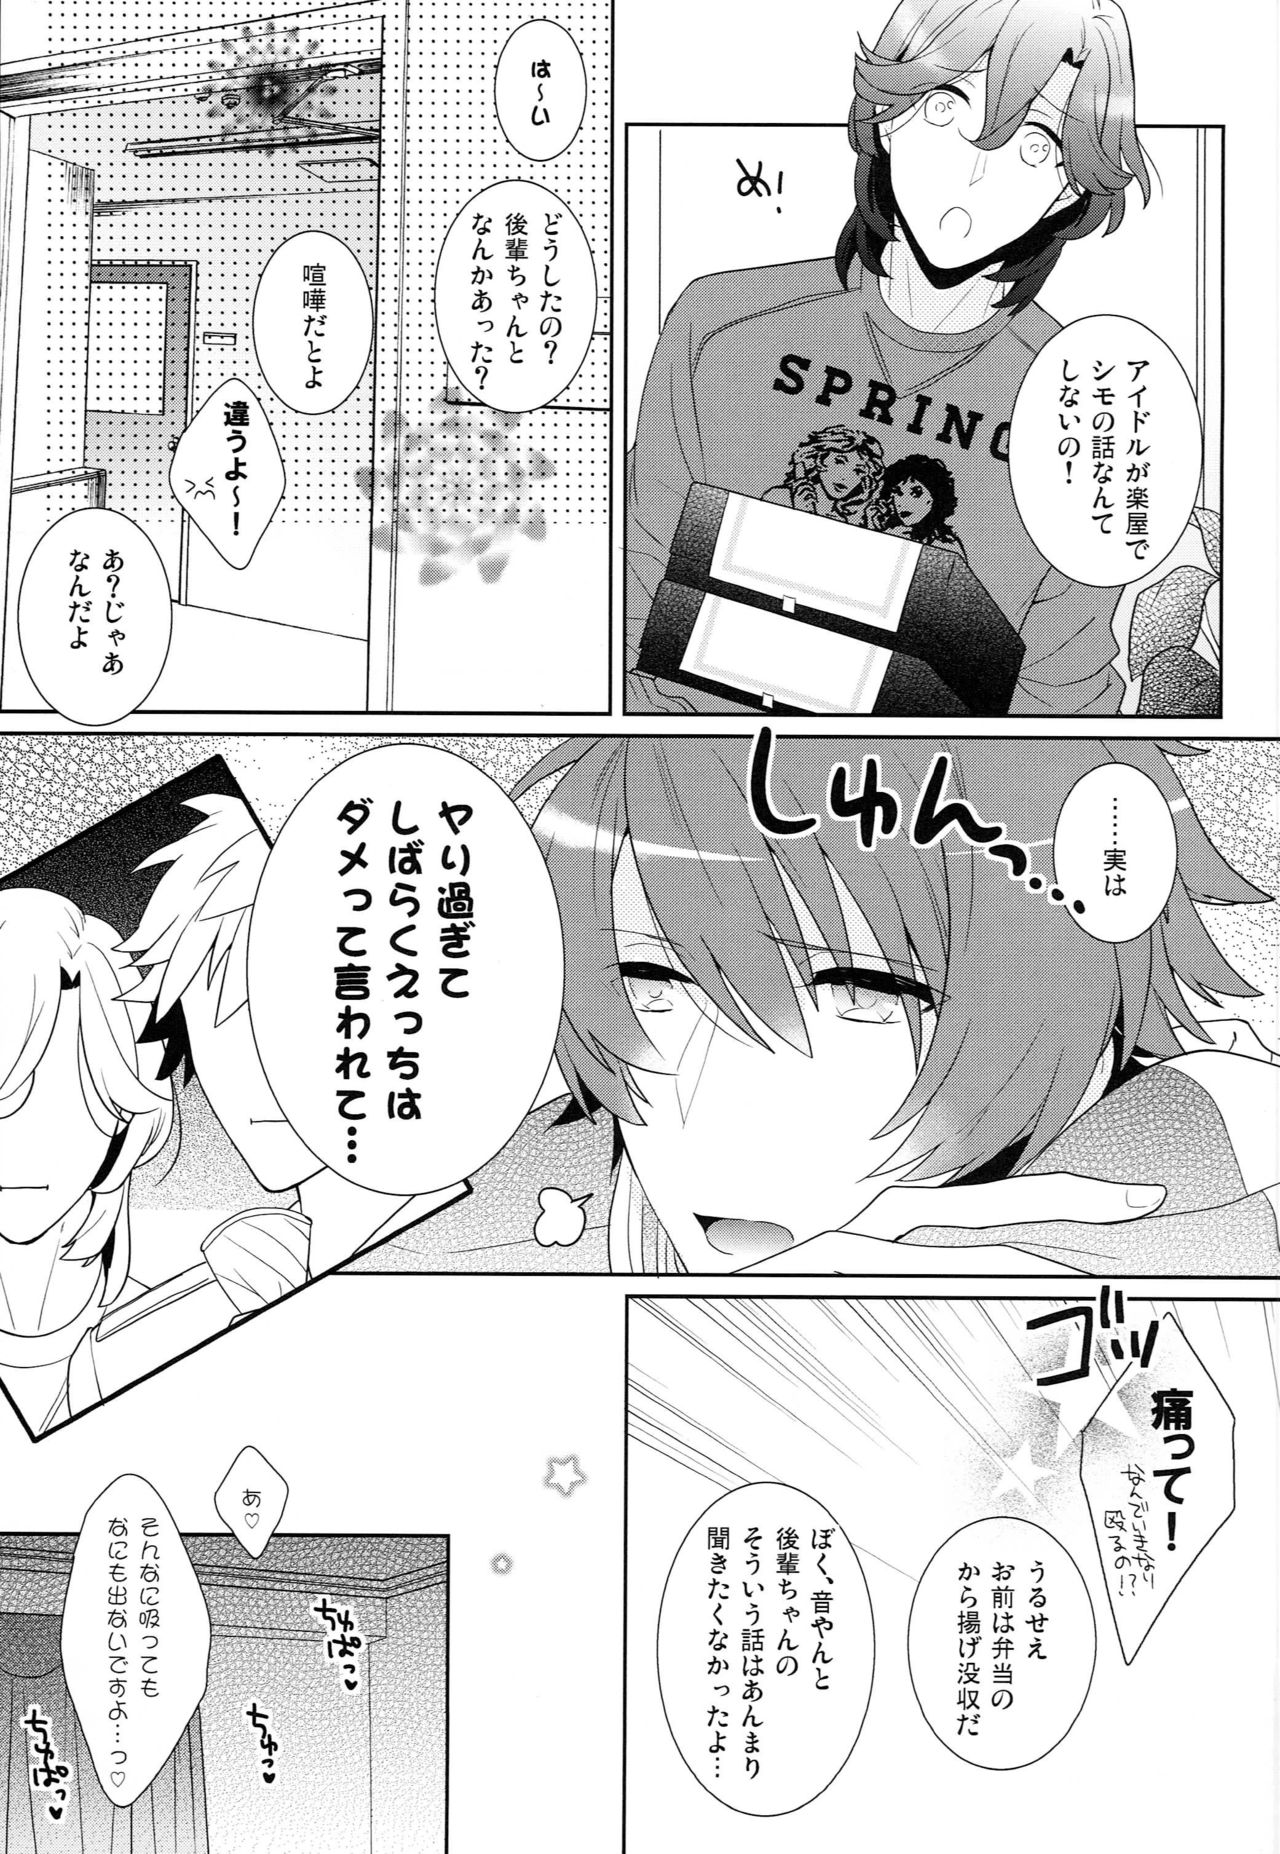 め!
アイドルが楽屋で
シモの話なんて
しないの!
SPRING
は〜い
どうしたの?
後輩ちゃんと
なんかあった?
喧嘩だとよ
違うよ〜!
あ?じゃあ
なんだよ
……実は
しゅんっ…
ヤり過ぎて
しばらくえっちは
ダメって言われて…
ゴッ
痛って!
なんでいきなり
殴るの!?
うるせえ
お前は弁当の
から揚げ没収だ
ぼく、音やんと
後輩ちゃんの
そういう話はあんまり
聞きたくなかったよ…
あ♡
そんなに吸っても
なにも出ないですよ…っ♡
ちゅぱっ♥
ちゅっ♥
ちゅぱっ♥